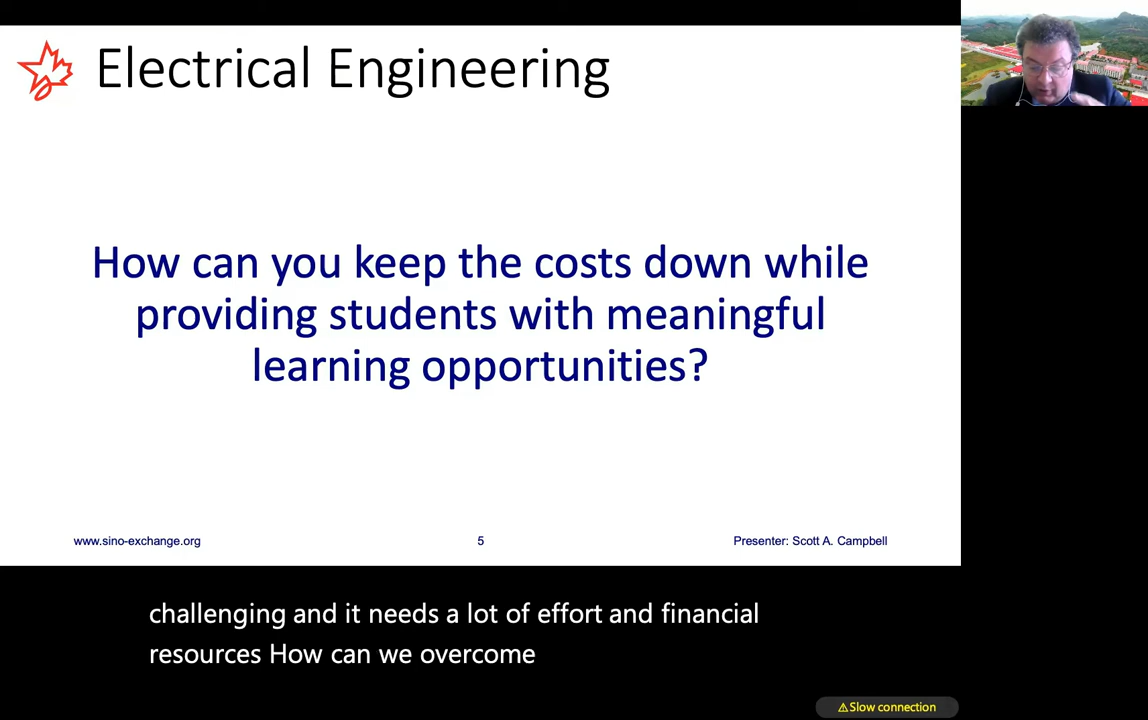 Electrical Engineering
How can you keep the costs down while
providing students with meaningful
learning opportunities?
www.sino-exchange.org
5
Presenter: Scott A. Campbell
challenging and it needs a lot of effort and financial
resources How can we overcome
⚠Slow connection